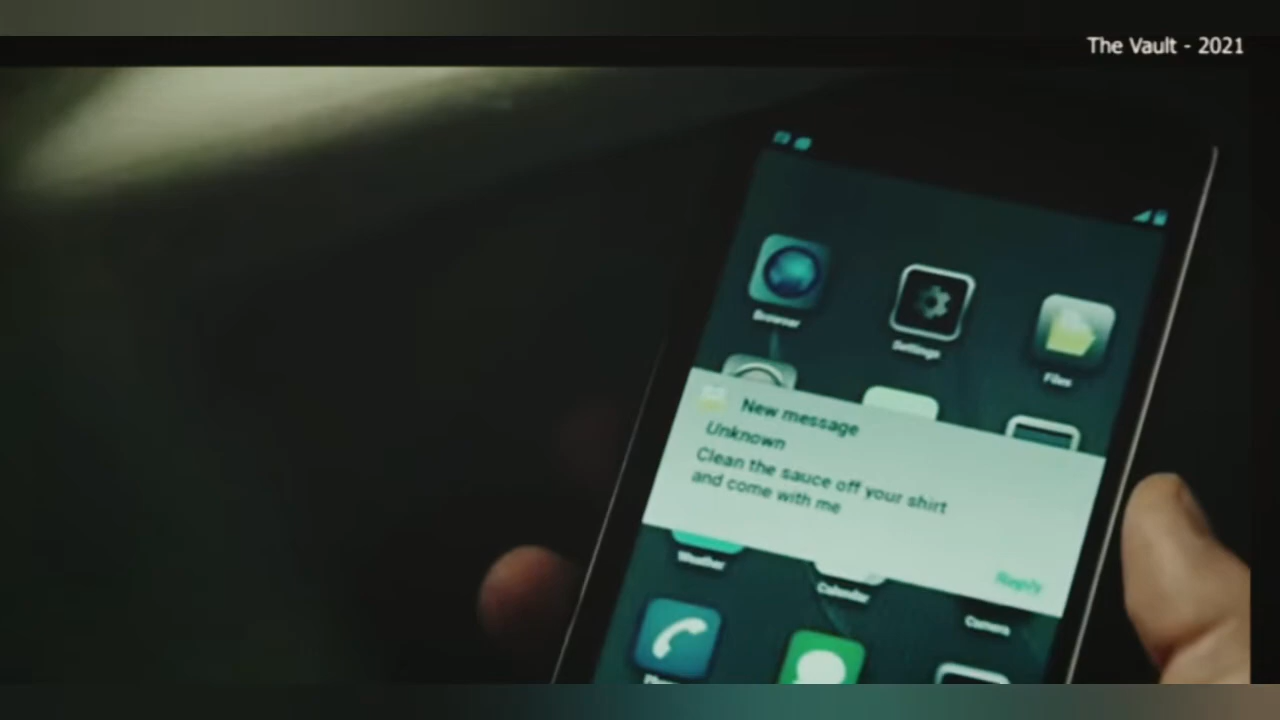 The Vault - 2021
Browser
Settings
Files
New message
Unknown
Clean the sauce off your shirt
and come with me
Reply
Weather
Calendar
Camera